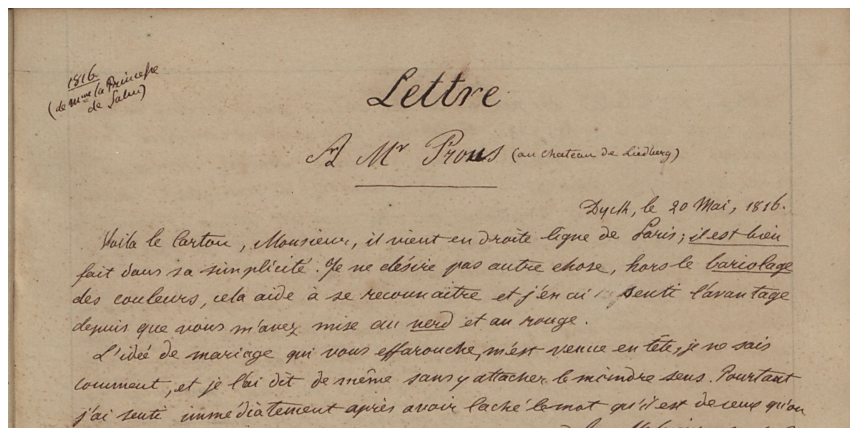 1816.
(de Mme la Princesse
de Salm)
Lettre
A Mr Prous (au chateau de Liedberg)
Dyck, le 20 Mai, 1816.
Voilà le Carton, Monsieur, il vient en droite ligne de Paris; il est bien
fait dans sa simplicité. Je ne désire pas autre chose, hors le bariolage
des couleurs, cela aide à se reconnaître et j'en ai senti l'avantage
depuis que vous m'avez mise au verd et au rouge.
L'idée de mariage qui vous effarouche, m'est venue en tête, je ne sais
comment, et je l'ai dit de même sans y attacher le moindre sens. Pourtant
j'ai senti immédiatement après avoir laché le mot qu'il est de ceux qu'on